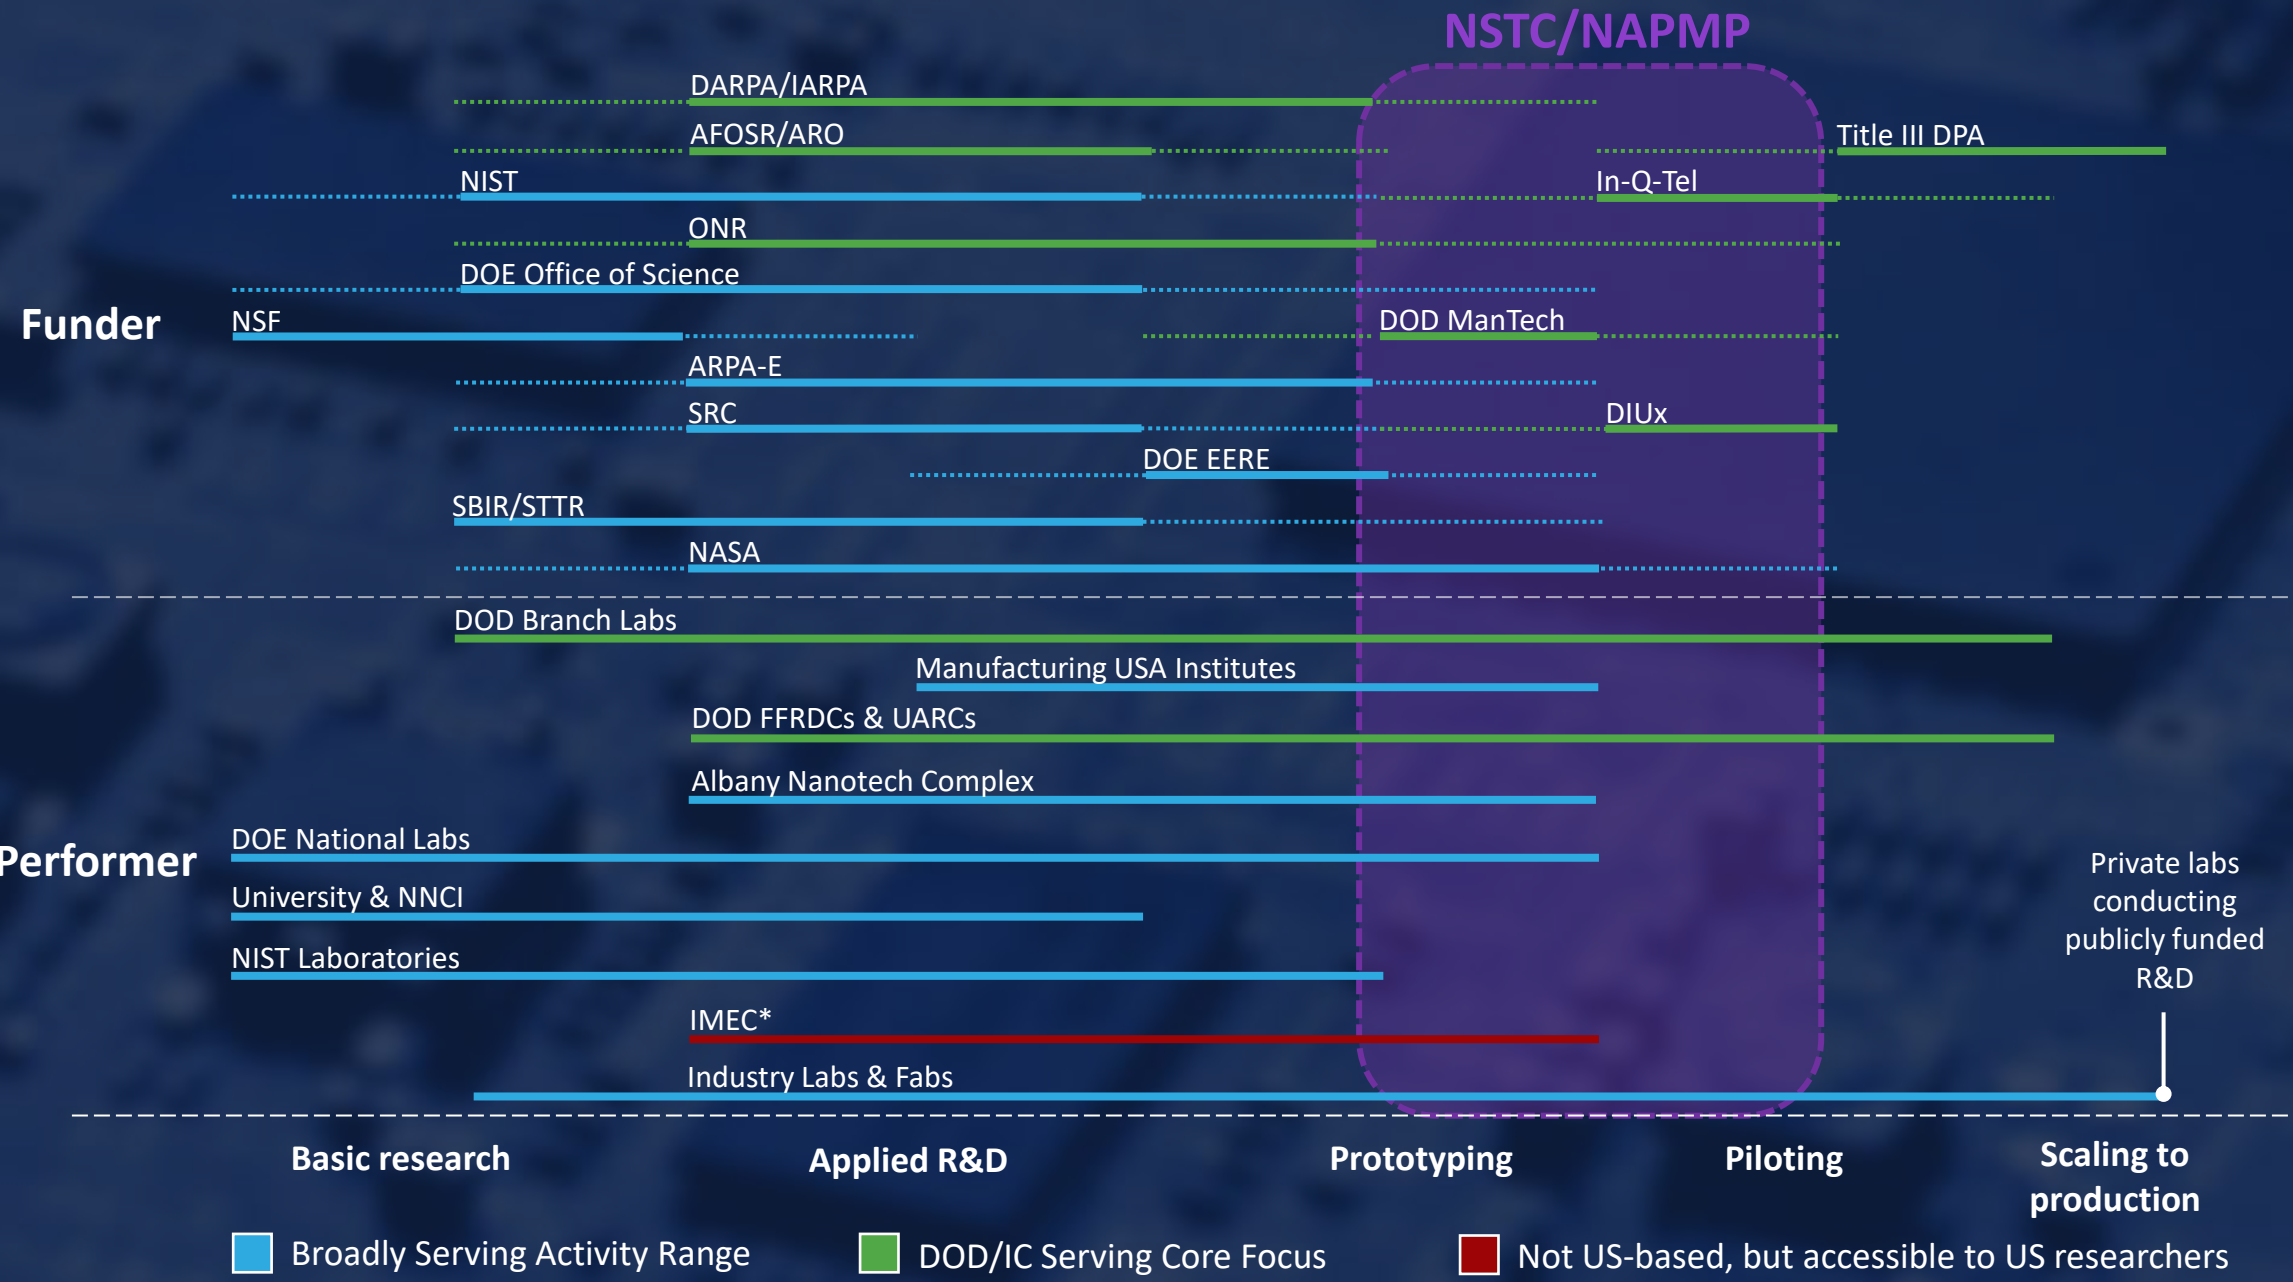 NSTC/NAPMP
DARPA/IARPA
AFOSR/ARO
Title III DPA
NIST
In-Q-Tel
ONR
DOE Office of Science
Funder
NSF
DOD ManTech
ARPA-E
SRC
DIUx
DOE EERE
SBIR/STTR
NASA
DOD Branch Labs
Manufacturing USA Institutes
DOD FFRDCs & UARCs
Albany Nanotech Complex
Performer
DOE National Labs
University & NNCI
NIST Laboratories
IMEC*
Industry Labs & Fabs
Private labs
conducting
publicly funded
R&D
Basic research
Applied R&D
Prototyping
Piloting
Scaling to
production
Broadly Serving Activity Range
DOD/IC Serving Core Focus
Not US-based, but accessible to US researchers